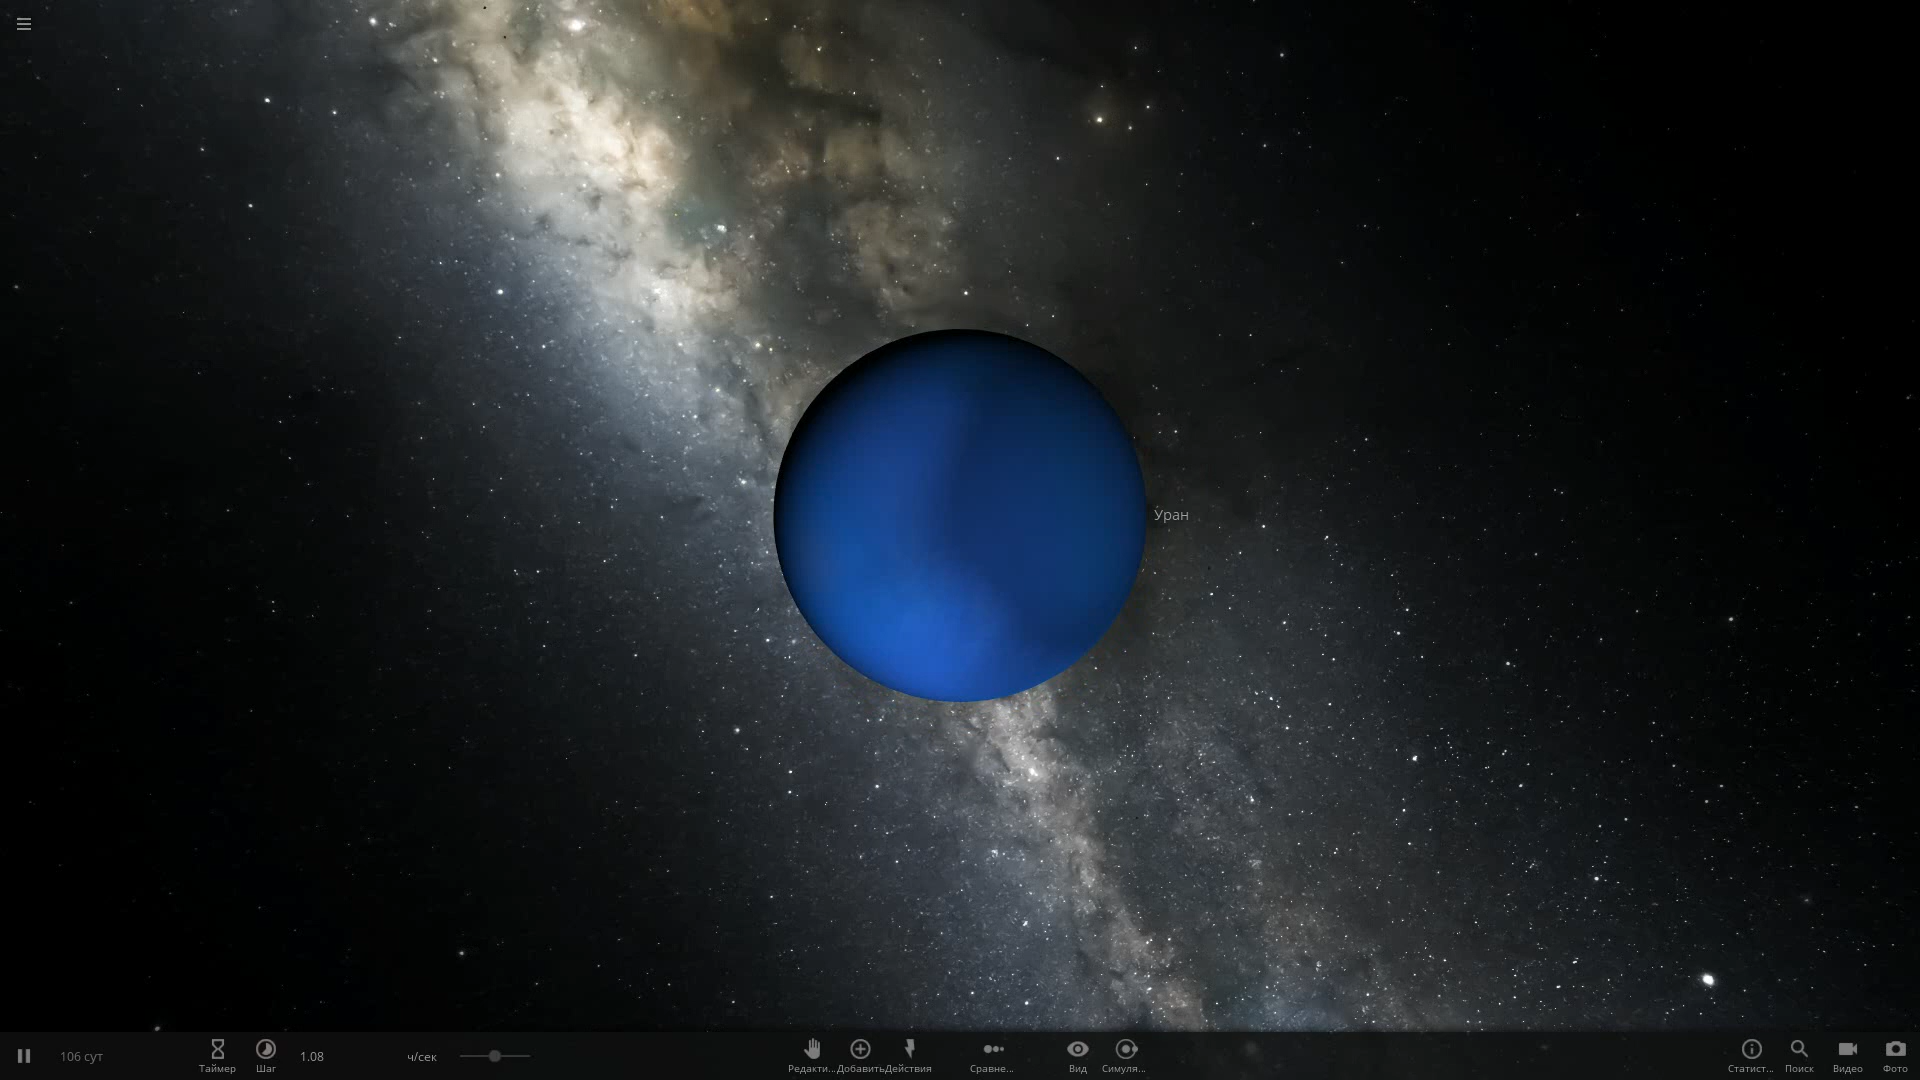 Уран
106 сут
Таймер
Шаг
1.08
ч/сек
Редакти...
Добавить
Действия
Сравне...
Вид
Симуля...
Статист...
Поиск
Видео
Фото